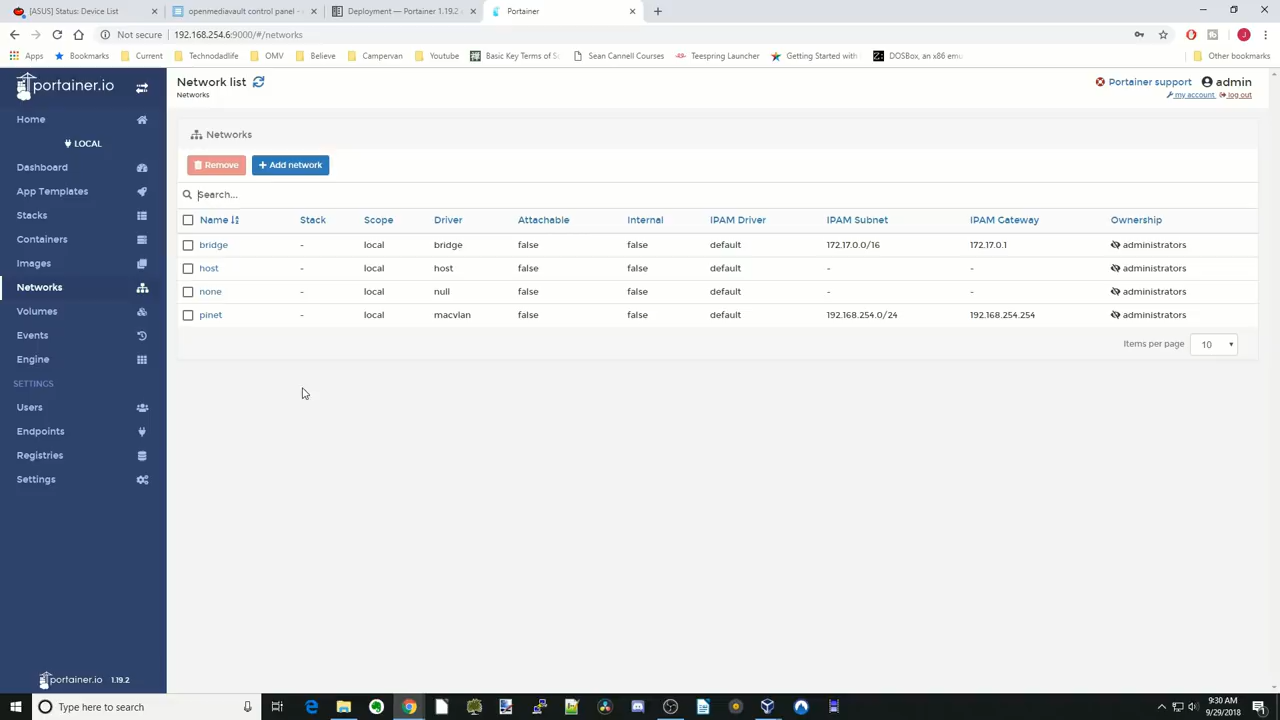 [ASUS] Status: Device List
openmediavault control panel -
Deployment — Portainer 1.19.2
Portainer
Not secure 192.168.254.6:9000/#/networks
Apps Bookmarks Current Technodadlife OMV Believe Campervan Youtube Basic Key Terms of Sean Cannell Courses Teespring Launcher Getting Started with DOSBox, an x86 emu Other bookmarks
portainer.io
Network list
Networks
Portainer support admin
my account log out
Home
LOCAL
Dashboard
App Templates
Stacks
Containers
Images
Networks
Volumes
Events
Engine
SETTINGS
Users
Endpoints
Registries
Settings
portainer.io 1.19.2
Networks
Remove + Add network
Search...
Name Stack Scope Driver Attachable Internal IPAM Driver IPAM Subnet IPAM Gateway Ownership
bridge - local bridge false false default 172.17.0.0/16 172.17.0.1 administrators
host - local host false false default - - administrators
none - local null false false default - - administrators
pinet - local macvlan false false default 192.168.254.0/24 192.168.254.254 administrators
Items per page 10
Type here to search
9:30 AM
9/29/2018
1